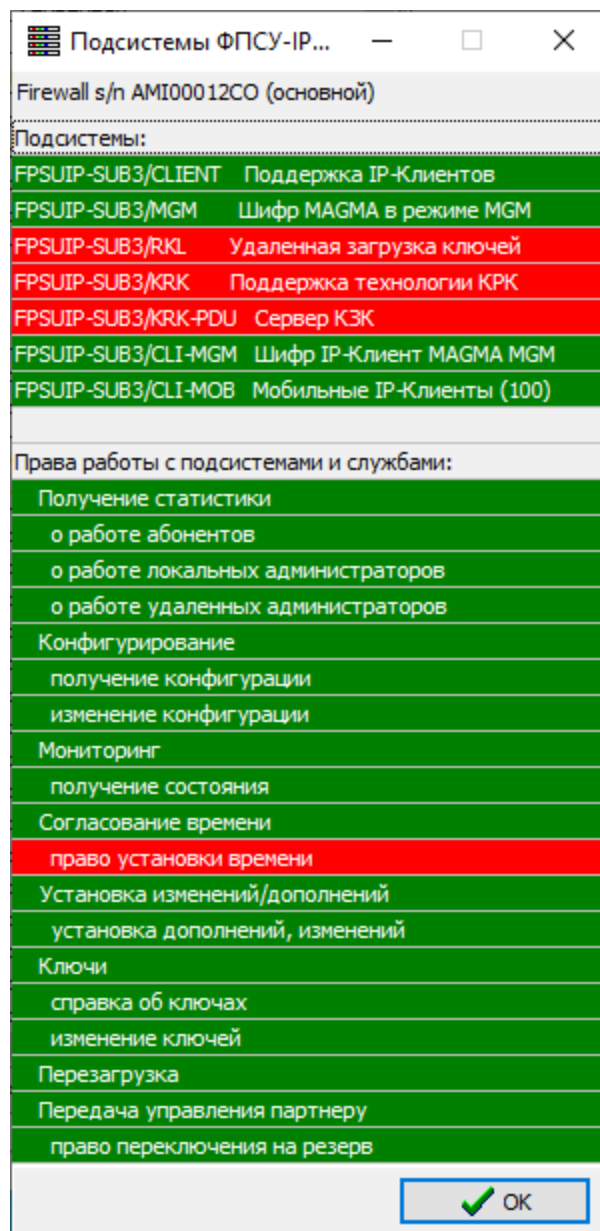 Подсистемы ФПСУ-IP...
Firewall s/n AMI00012CO (основной)
Подсистемы:
FPSUIP-SUB3/CLIENT Поддержка IP-Клиентов
FPSUIP-SUB3/MGM Шифр MAGMA в режиме MGM
FPSUIP-SUB3/RKL Удаленная загрузка ключей
FPSUIP-SUB3/KRK Поддержка технологии КРК
FPSUIP-SUB3/KRK-PDU Сервер КЗК
FPSUIP-SUB3/CLI-MGM Шифр IP-Клиент MAGMA MGM
FPSUIP-SUB3/CLI-MOB Мобильные IP-Клиенты (100)
Права работы с подсистемами и службами:
Получение статистики
о работе абонентов
о работе локальных администраторов
о работе удаленных администраторов
Конфигурирование
получение конфигурации
изменение конфигурации
Мониторинг
получение состояния
Согласование времени
право установки времени
Установка изменений/дополнений
установка дополнений, изменений
Ключи
справка об ключах
изменение ключей
Перезагрузка
Передача управления партнеру
право переключения на резерв
OK